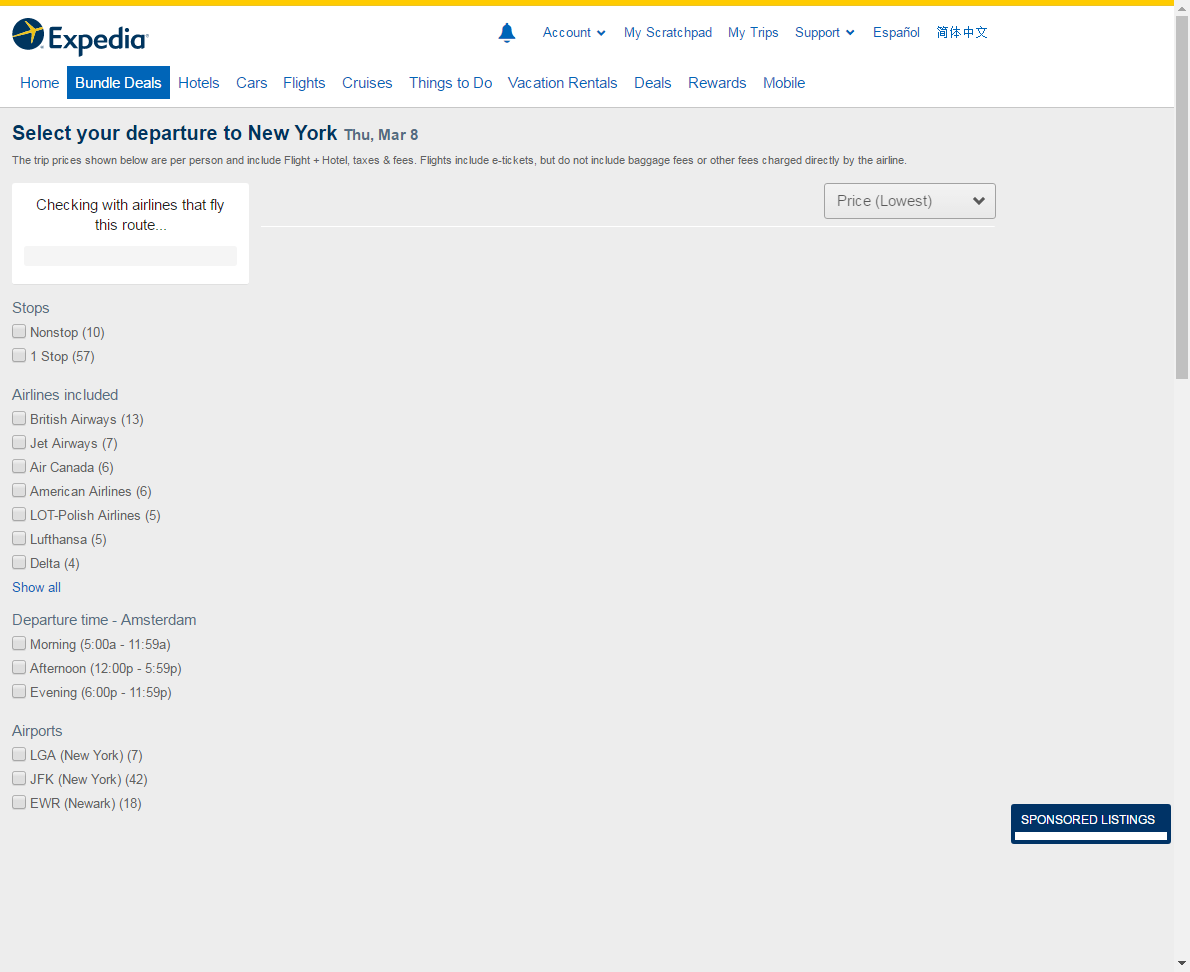 Expedia
Account
My Scratchpad
My Trips
Support
Español
简体中文
Home
Bundle Deals
Hotels
Cars
Flights
Cruises
Things to Do
Vacation Rentals
Deals
Rewards
Mobile
Select your departure to New York Thu, Mar 8
The trip prices shown below are per person and include Flight + Hotel, taxes & fees. Flights include e-tickets, but do not include baggage fees or other fees charged directly by the airline.
Checking with airlines that fly
this route...
Price (Lowest)
Stops
Nonstop (10)
1 Stop (57)
Airlines included
British Airways (13)
Jet Airways (7)
Air Canada (6)
American Airlines (6)
LOT-Polish Airlines (5)
Lufthansa (5)
Delta (4)
Show all
Departure time - Amsterdam
Morning (5:00a - 11:59a)
Afternoon (12:00p - 5:59p)
Evening (6:00p - 11:59p)
Airports
LGA (New York) (7)
JFK (New York) (42)
EWR (Newark) (18)
SPONSORED LISTINGS